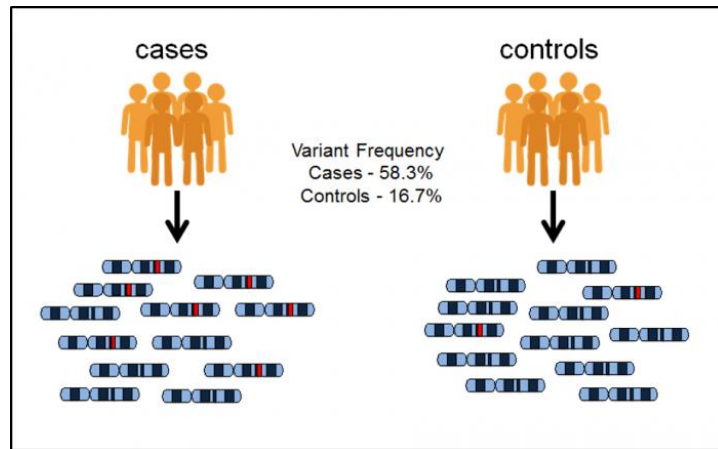 cases
controls
Variant Frequency
Cases - 58.3%
Controls - 16.7%